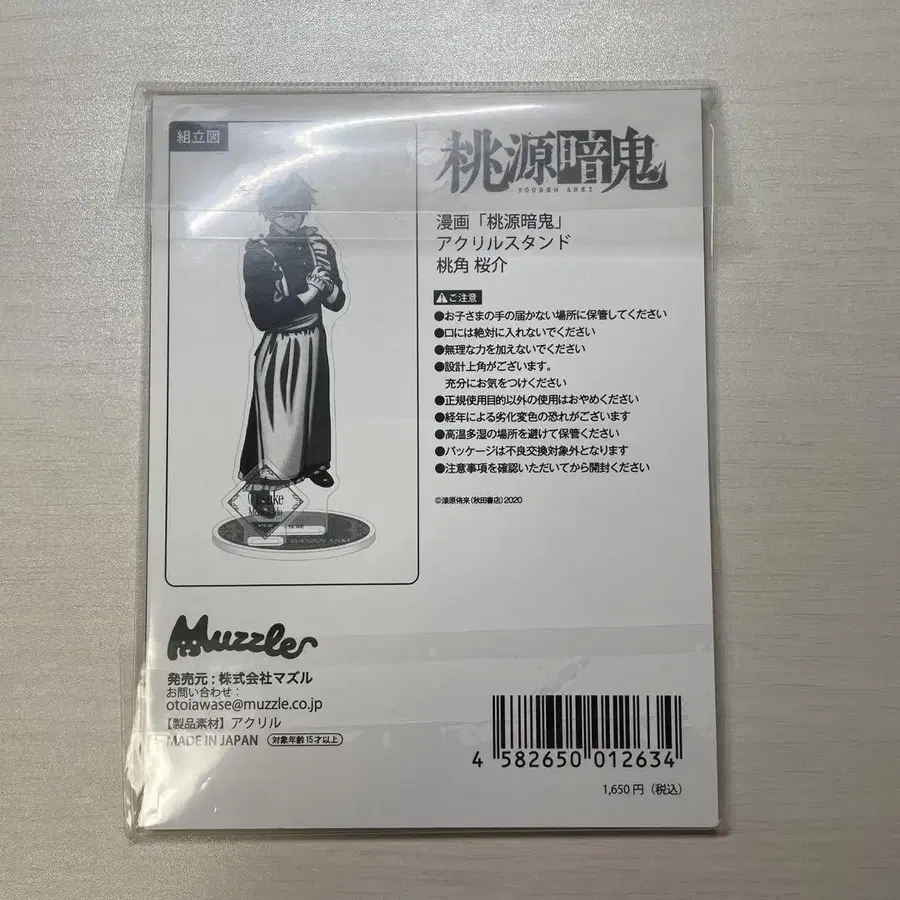 組立図
桃源暗鬼
TOUGEN ANKI
漫画「桃源暗鬼」
アクリルスタンド
桃角 桜介
ご注意
●お子さまの手の届かない場所に保管してください
●口には絶対に入れないでください
●無理な力を加えないでください
●設計上角がございます。
充分にお気をつけください
●正規使用目的以外の使用はおやめください
●経年による劣化変色の恐れがございます
●高温多湿の場所を避けて保管ください
●パッケージは不良交換対象外となります
●注意事項を確認いただいてから開封ください
©漆原侑来(秋田書店)2020
TOUGEN ANKI
Muzzle
発売元:株式会社マズル
お問い合わせ:
otoiawase@muzzle.co.jp
【製品素材】アクリル
MADE IN JAPAN 対象年齢15才以上
4 582650 012634
1,650円(税込)